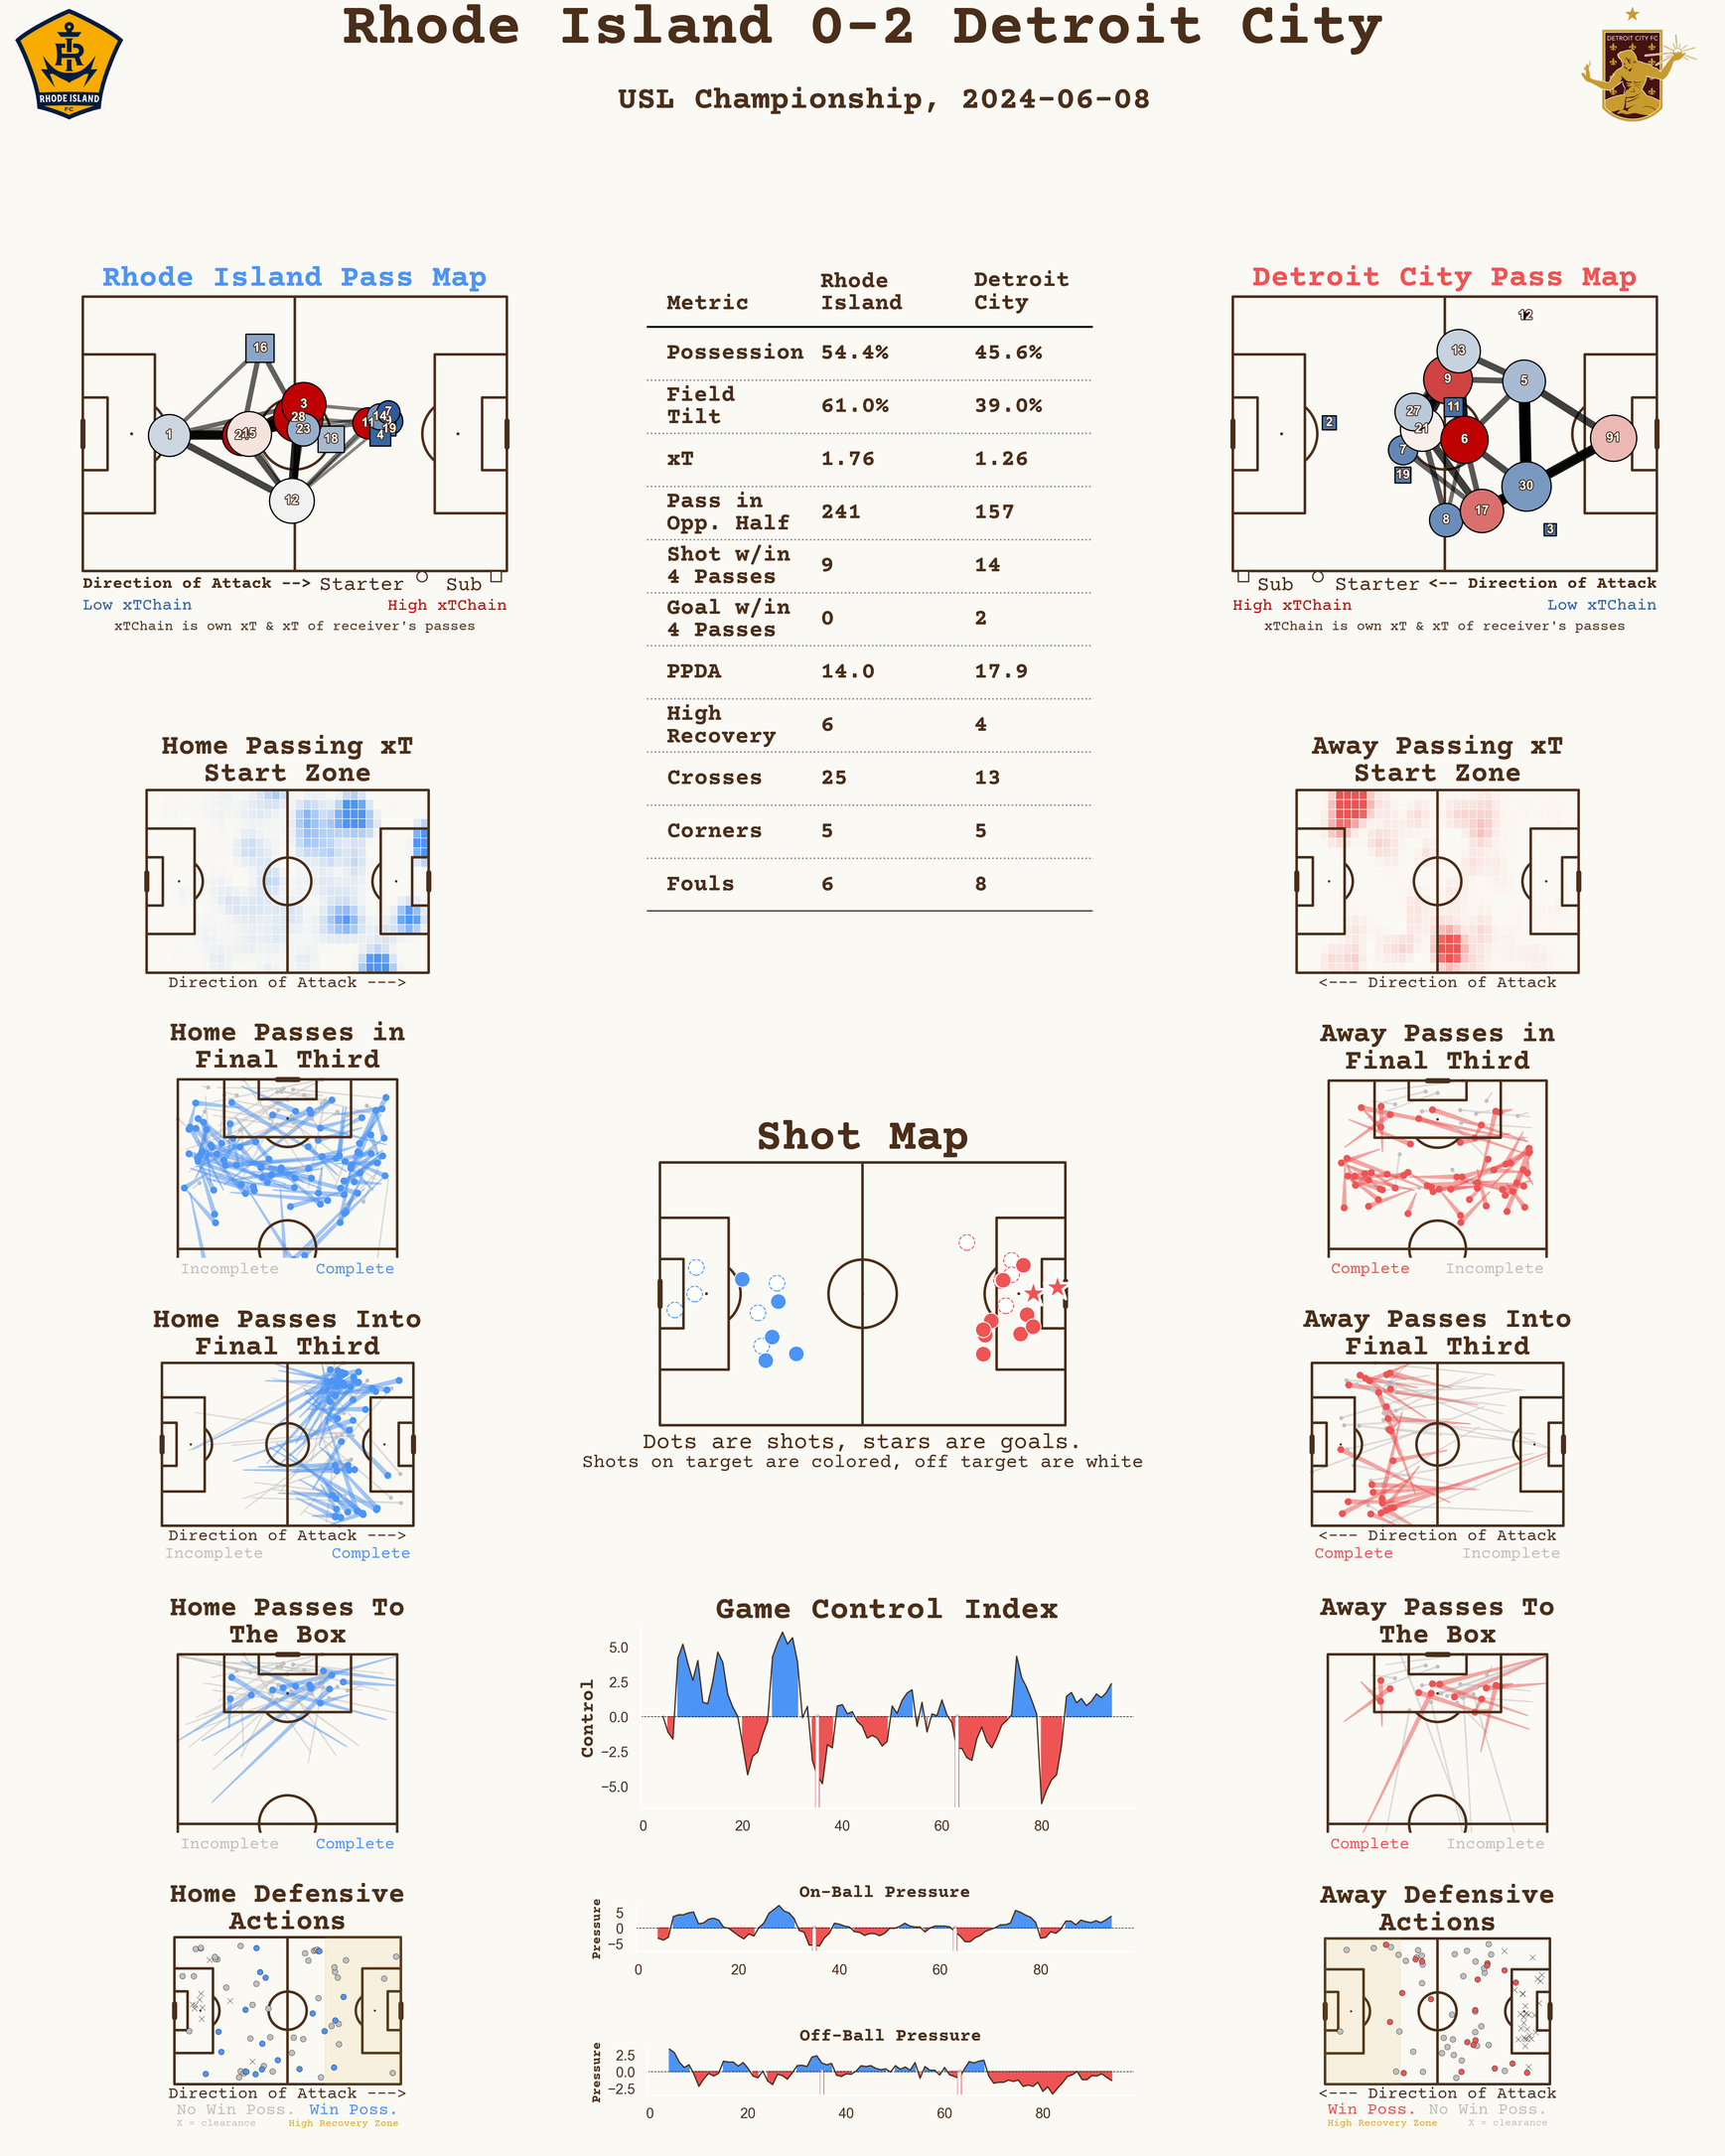 Rhode Island 0-2 Detroit City
RHODE ISLAND
FC
DETROIT CITY FC
USL Championship, 2024-06-08
Rhode Island Pass Map
16
3
28
1
15
23
18
14
7
19
4
12
Direction of Attack --> Starter Sub
Low xTChain High xTChain
xTChain is own xT & xT of receiver's passes
Metric Rhode Island Detroit City
Possession 54.4% 45.6%
Field Tilt 61.0% 39.0%
xT 1.76 1.26
Pass in Opp. Half 241 157
Shot w/in 4 Passes 9 14
Goal w/in 4 Passes 0 2
PPDA 14.0 17.9
High Recovery 6 4
Crosses 25 13
Corners 5 5
Fouls 6 8
Detroit City Pass Map
12
13
9
5
2
27
11
21
6
91
7
19
30
17
8
3
Sub Starter <-- Direction of Attack
High xTChain Low xTChain
xTChain is own xT & xT of receiver's passes
Home Passing xT
Start Zone
Direction of Attack --->
Home Passes in
Final Third
Incomplete Complete
Home Passes Into
Final Third
Direction of Attack --->
Incomplete Complete
Home Passes To
The Box
Incomplete Complete
Home Defensive
Actions
Direction of Attack --->
No Win Poss. Win Poss.
X = clearance High Recovery Zone
Shot Map
Dots are shots, stars are goals.
Shots on target are colored, off target are white
Game Control Index
Control
5.0
2.5
0.0
−2.5
−5.0
0 20 40 60 80
On-Ball Pressure
Pressure
5
0
−5
0 20 40 60 80
Off-Ball Pressure
Pressure
2.5
0.0
−2.5
0 20 40 60 80
Away Passing xT
Start Zone
<--- Direction of Attack
Away Passes in
Final Third
Complete Incomplete
Away Passes Into
Final Third
<--- Direction of Attack
Complete Incomplete
Away Passes To
The Box
Complete Incomplete
Away Defensive
Actions
<--- Direction of Attack
Win Poss. No Win Poss.
High Recovery Zone X = clearance